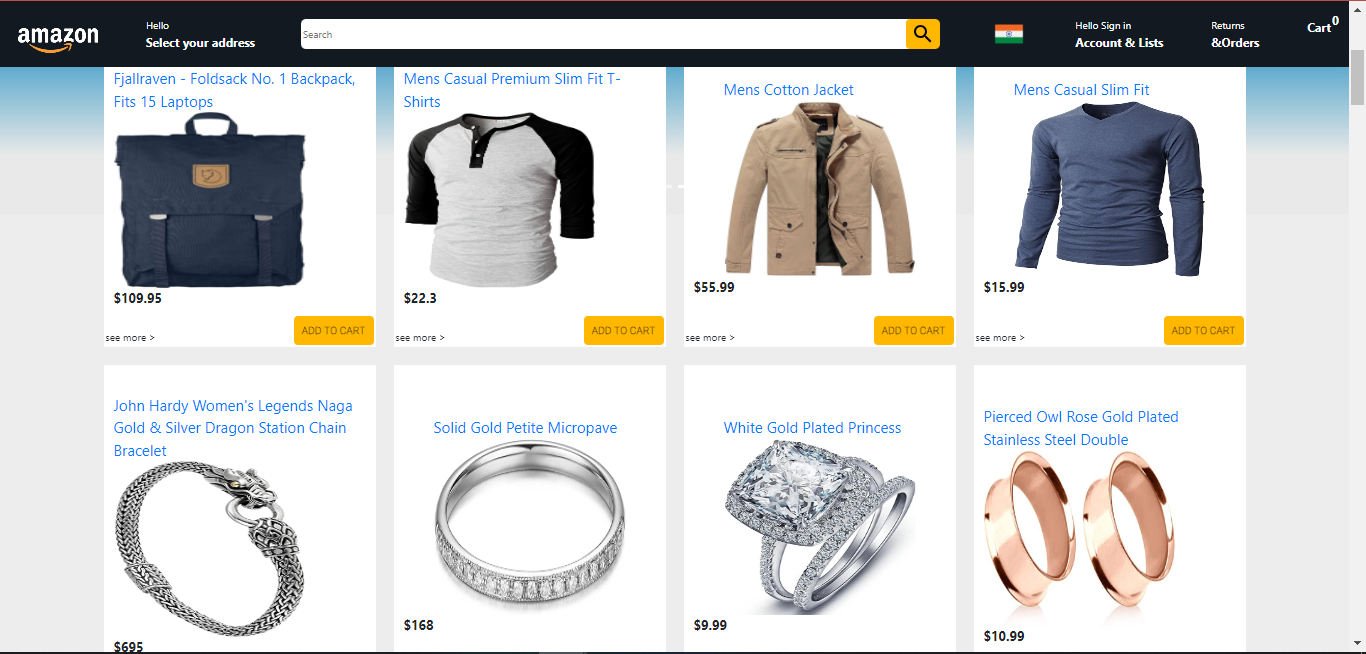 amazon
Hello
Select your address
Search
Hello Sign in
Account & Lists
Returns
&Orders
Cart 0
Fjallraven - Foldsack No. 1 Backpack,
Fits 15 Laptops
$109.95
see more >
ADD TO CART
Mens Casual Premium Slim Fit T-
Shirts
$22.3
see more >
ADD TO CART
Mens Cotton Jacket
$55.99
see more >
ADD TO CART
Mens Casual Slim Fit
$15.99
see more >
ADD TO CART
John Hardy Women's Legends Naga
Gold & Silver Dragon Station Chain
Bracelet
$695
Solid Gold Petite Micropave
$168
White Gold Plated Princess
$9.99
Pierced Owl Rose Gold Plated
Stainless Steel Double
$10.99